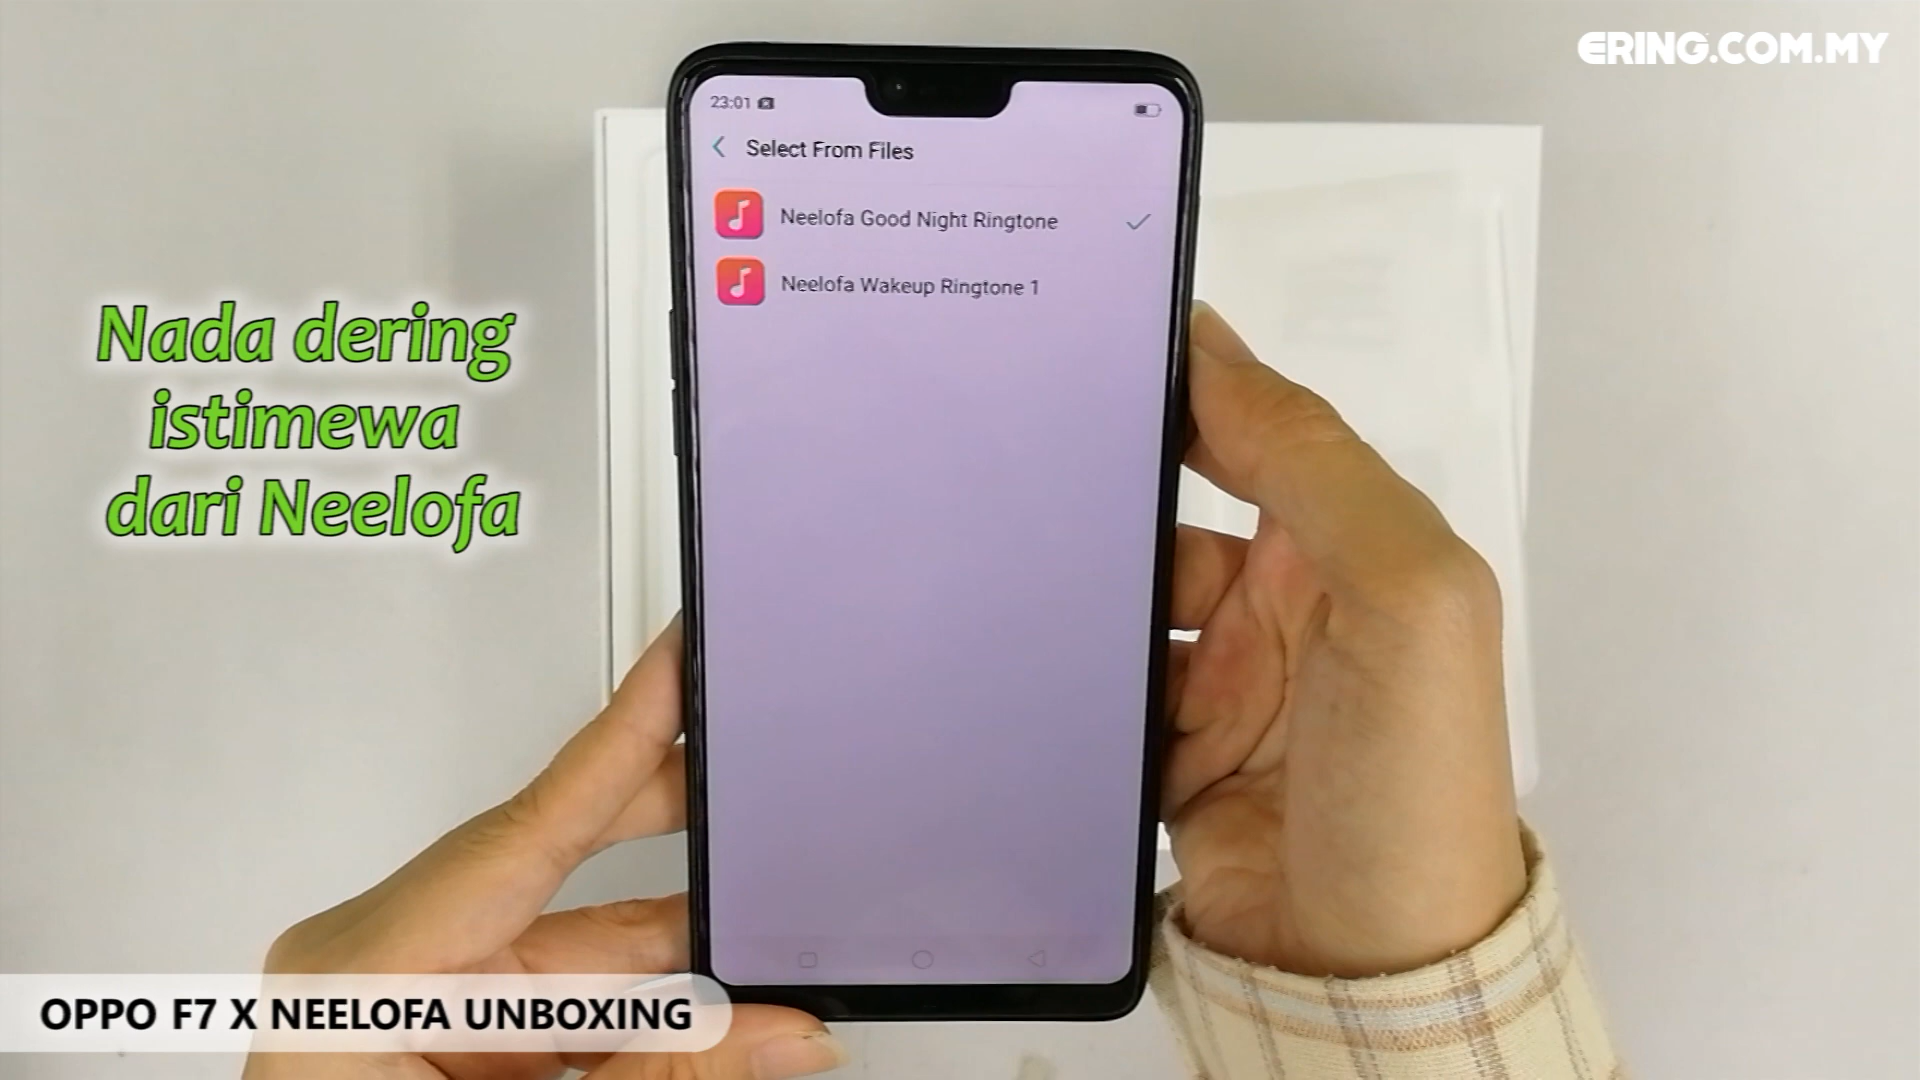 ERING.COM.MY
23:01
Select From Files
Neelofa Good Night Ringtone
Neelofa Wakeup Ringtone 1
Nada dering
istimewa
dari Neelofa
OPPO F7 X NEELOFA UNBOXING